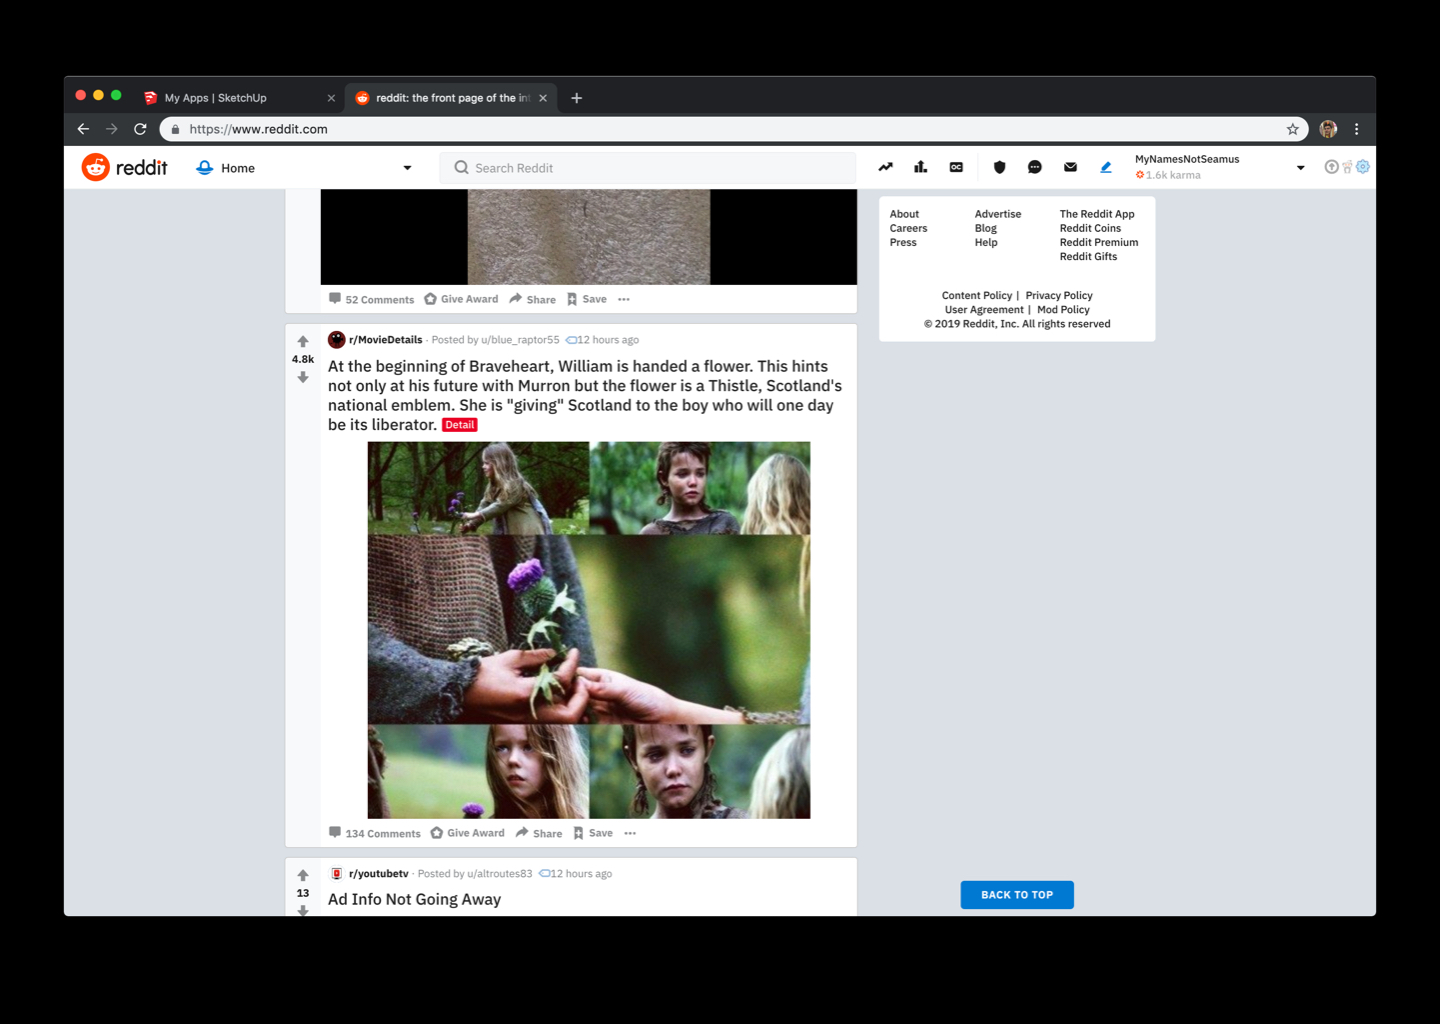 My Apps | SketchUp
reddit: the front page of the int
https://www.reddit.com
reddit
Home
Search Reddit
OC
MyNamesNotSeamus
1.6k karma
About
Advertise
The Reddit App
Careers
Blog
Reddit Coins
Press
Help
Reddit Premium
Reddit Gifts
Content Policy | Privacy Policy
User Agreement | Mod Policy
© 2019 Reddit, Inc. All rights reserved
52 Comments Give Award Share Save
4.8k
r/MovieDetails · Posted by u/blue_raptor55 12 hours ago
At the beginning of Braveheart, William is handed a flower. This hints
not only at his future with Murron but the flower is a Thistle, Scotland's
national emblem. She is "giving" Scotland to the boy who will one day
be its liberator. Detail
134 Comments Give Award Share Save
13
r/youtubetv · Posted by u/altroutes83 12 hours ago
Ad Info Not Going Away
BACK TO TOP